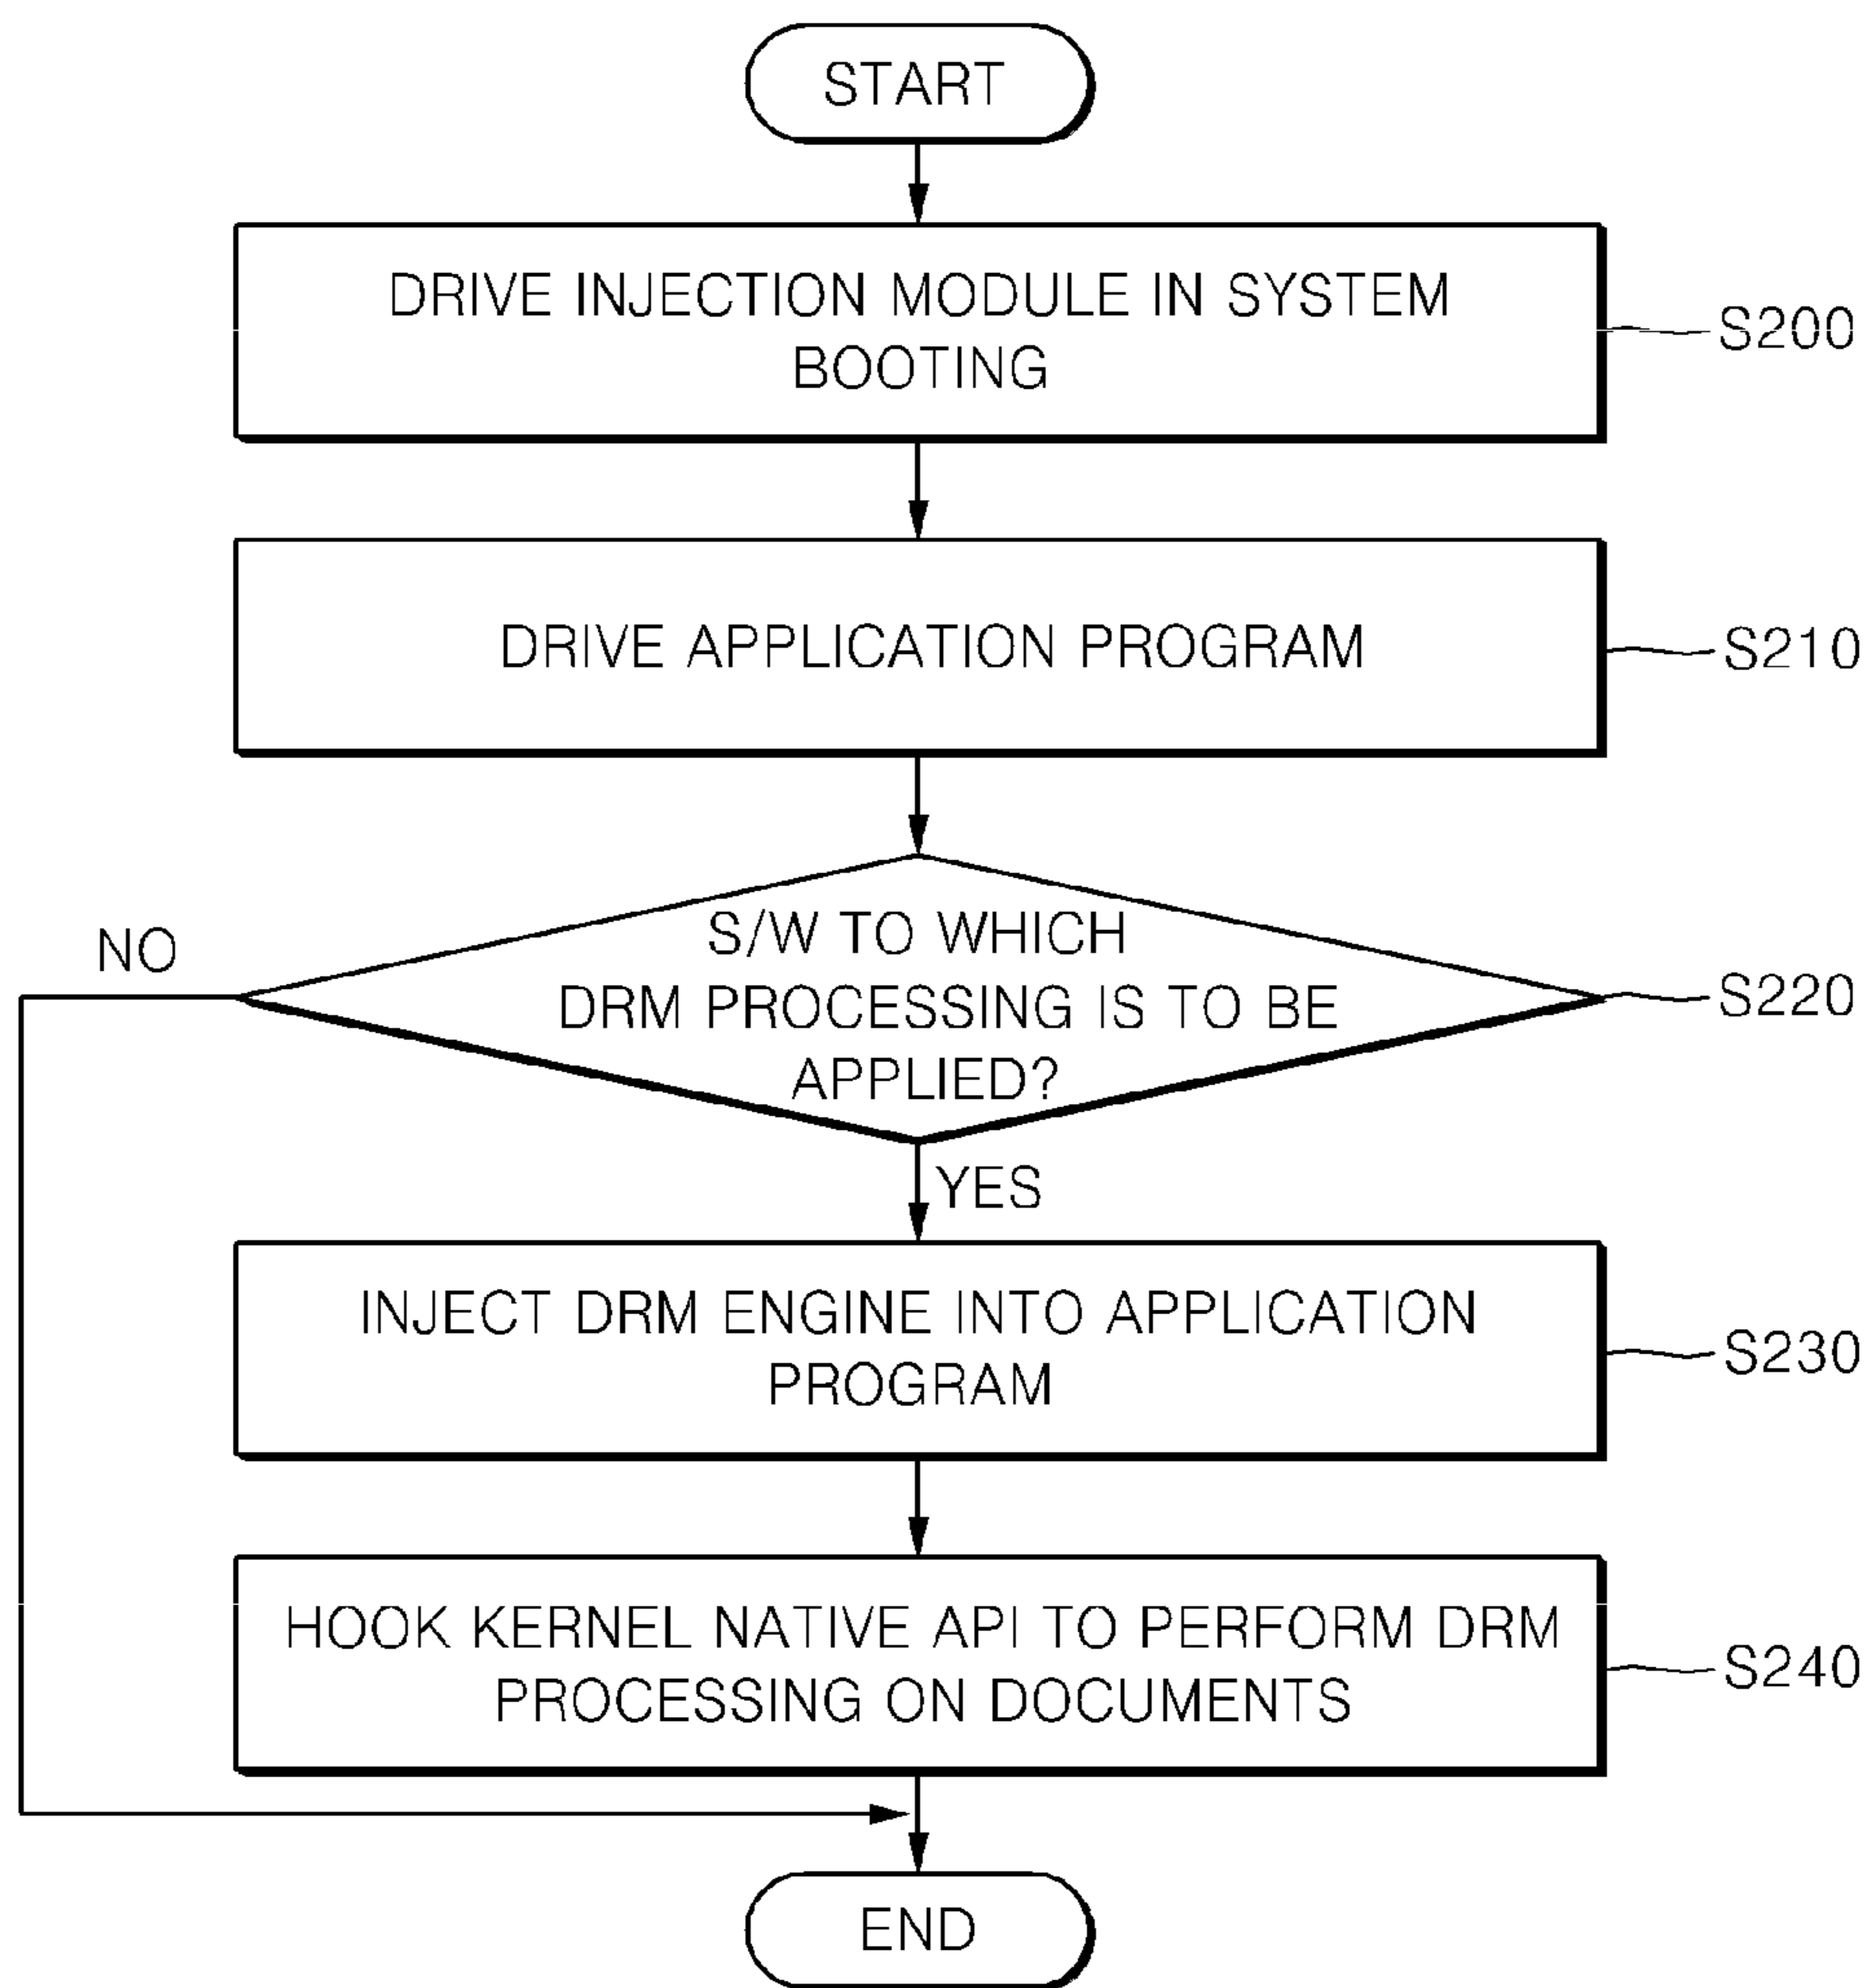 START
DRIVE INJECTION MODULE IN SYSTEM
BOOTING
S200
DRIVE APPLICATION PROGRAM
S210
S/W TO WHICH
DRM PROCESSING IS TO BE
APPLIED?
NO
S220
YES
INJECT DRM ENGINE INTO APPLICATION
PROGRAM
S230
HOOK KERNEL NATIVE API TO PERFORM DRM
PROCESSING ON DOCUMENTS
S240
END